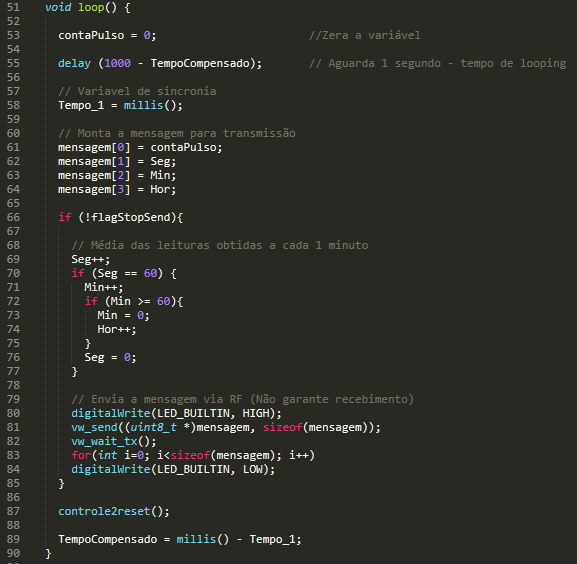 51 void loop() {
52
53 contaPulso = 0; //Zera a variável
54
55 delay (1000 - TempoCompensado); // Aguarda 1 segundo - tempo de looping
56
57 // Variavel de sincronia
58 Tempo_1 = millis();
59
60 // Monta a mensagem para transmissão
61 mensagem[0] = contaPulso;
62 mensagem[1] = Seg;
63 mensagem[2] = Min;
64 mensagem[3] = Hor;
65
66 if (!flagStopSend){
67
68 // Média das leituras obtidas a cada 1 minuto
69 Seg++;
70 if (Seg == 60) {
71 Min++;
72 if (Min >= 60){
73 Min = 0;
74 Hor++;
75 }
76 Seg = 0;
77 }
78
79 // Envia a mensagem via RF (Não garante recebimento)
80 digitalWrite(LED_BUILTIN, HIGH);
81 vw_send((uint8_t *)mensagem, sizeof(mensagem));
82 vw_wait_tx();
83 for(int i=0; i<sizeof(mensagem); i++)
84 digitalWrite(LED_BUILTIN, LOW);
85 }
86
87 controle2reset();
88
89 TempoCompensado = millis() - Tempo_1;
90 }